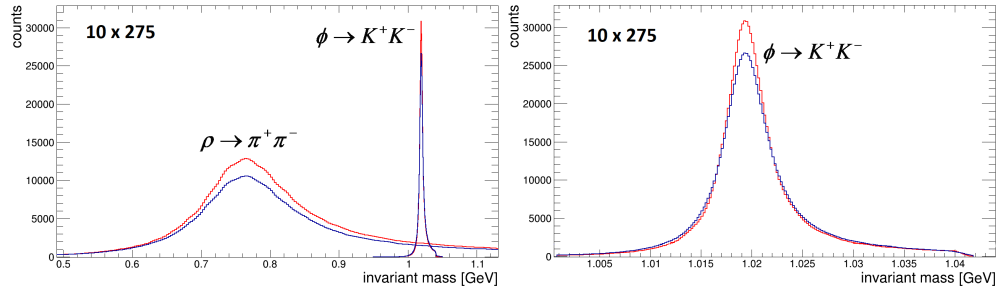 counts
30000
25000
20000
15000
10000
5000
0
10 x 275
ϕ → K⁺K⁻
ρ → π⁺π⁻
0.5 0.6 0.7 0.8 0.9 1 1.1
invariant mass [GeV]
counts
30000
25000
20000
15000
10000
5000
0
10 x 275
ϕ → K⁺K⁻
1.005 1.01 1.015 1.02 1.025 1.03 1.035 1.04
invariant mass [GeV]